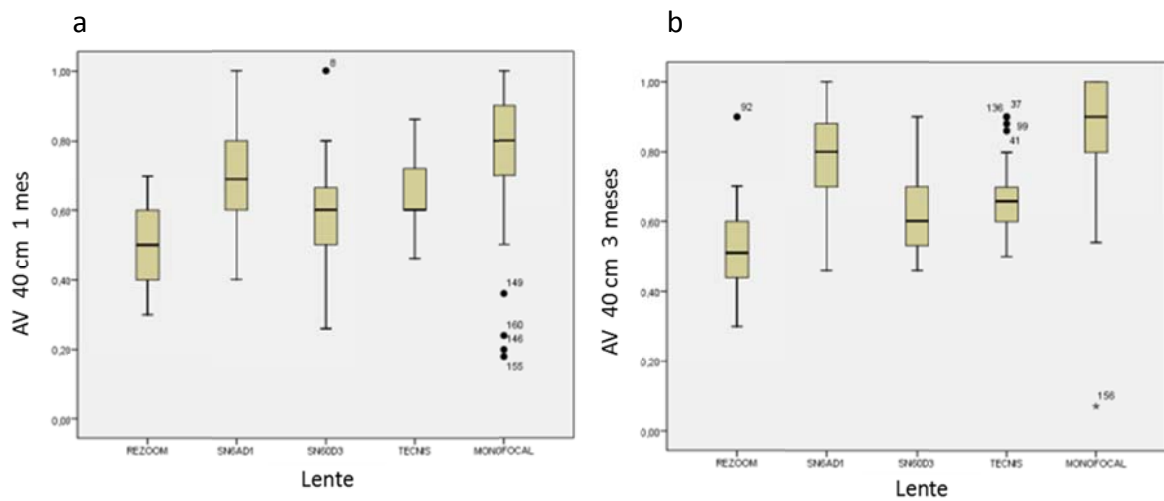 a
AV 40 cm 1 mes
1,00
0,80
0,60
0,40
0,20
0,00
8
149
160
146
155
REZOOM SN6AD1 SN60D3 TECNIS MONOFOCAL
Lente
b
AV 40 cm 3 meses
1,00
0,80
0,60
0,40
0,20
0,00
92
136 37
99
41
156
REZOOM SN6AD1 SN60D3 TECNIS MONOFOCAL
Lente